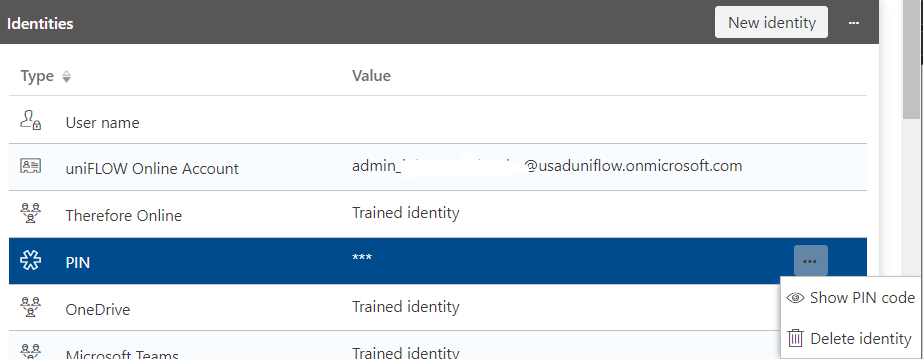 Identities
New identity
...
Type
Value
User name
uniFLOW Online Account
admin_ @usaduniflow.onmicrosoft.com
Therefore Online
Trained identity
PIN
***
...
Show PIN code
OneDrive
Trained identity
Delete identity
Microsoft Teams
Trained identity